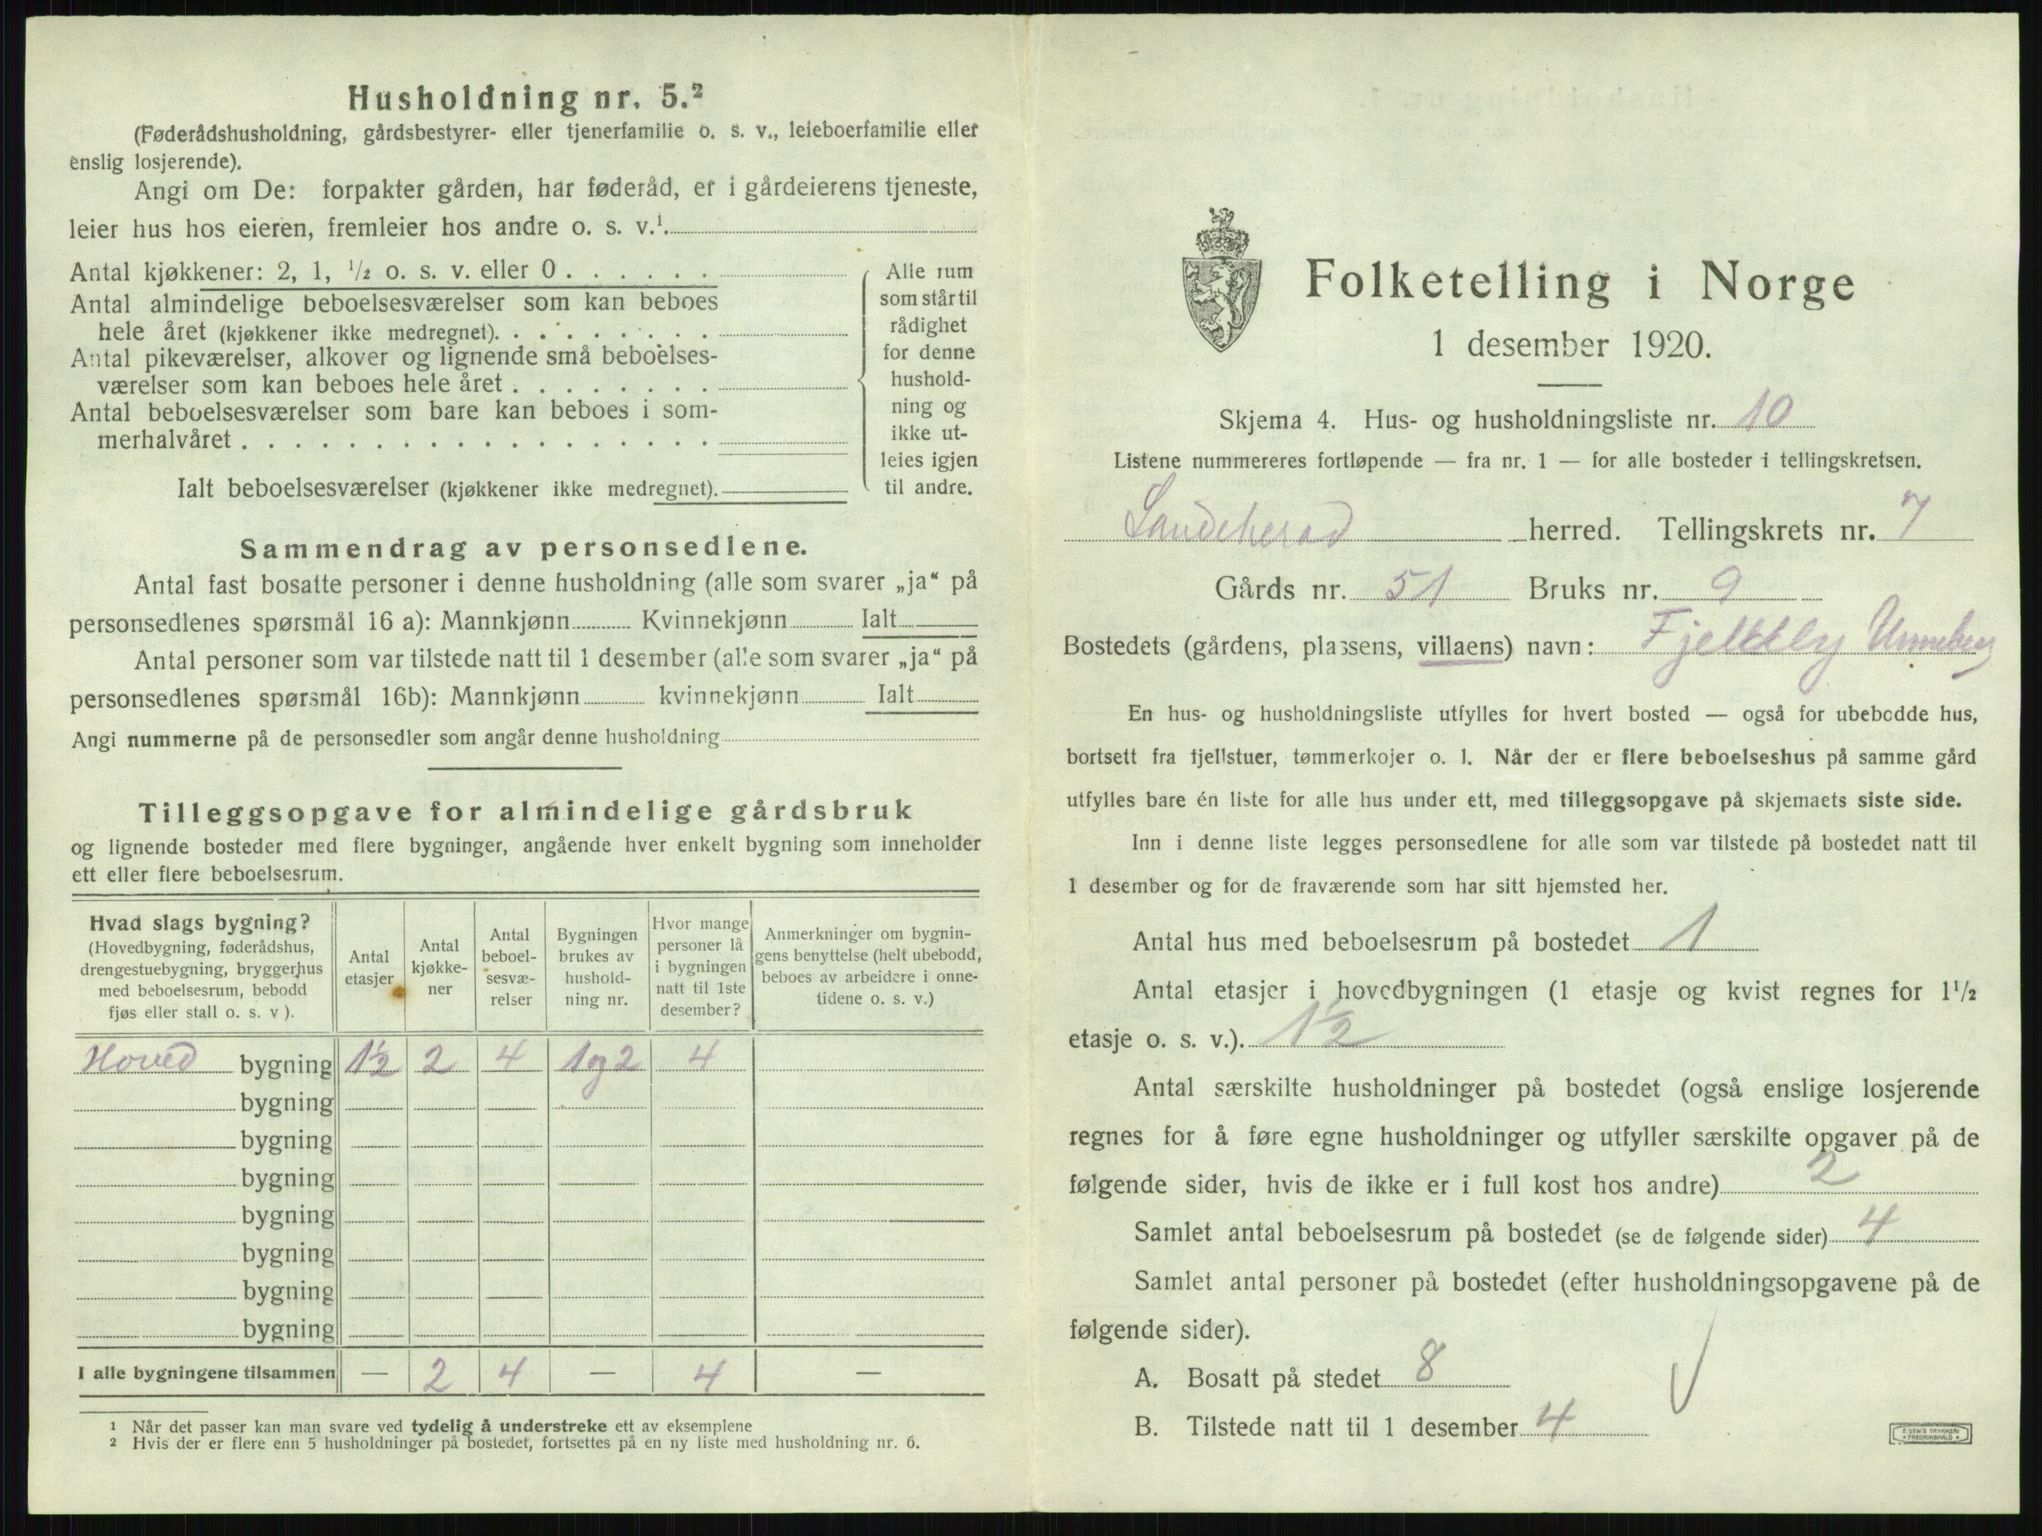 Husholdning nr. 5.²
(Føderådshusholdning, gårdsbestyrer- eller tjenerfamilie o. s. v., leieboerfamilie eller
enslig losjerende).
Angi om De: forpakter gården, har føderåd, er i gårdeierens tjeneste,
leier hus hos eieren, fremleier hos andre o. s. v.¹
Antal kjøkkener: 2, 1, ½ o. s. v. eller 0
Antal almindelige beboelsesværelser som kan beboes
hele året (kjøkkener ikke medregnet).
Antal pikeværelser, alkover og lignende små beboelses-
værelser som kan beboes hele året
Antal beboelsesværelser som bare kan beboes i som-
merhalvåret
Ialt beboelsesværelser (kjøkkener ikke medregnet).
Alle rum
som står til
rådighet
for denne
hushold-
ning og
ikke ut-
leies igjen
til andre.
Sammendrag av personsedlene.
Antal fast bosatte personer i denne husholdning (alle som svarer „ja“ på
personsedlenes spørsmål 16 a): Mannkjønn Kvinnekjønn Ialt
Antal personer som var tilstede natt til 1 desember (alle som svarer „ja“ på
personsedlenes spørsmål 16b): Mannkjønn kvinnekjønn Ialt
Angi nummerne på de personsedler som angår denne husholdning
Tilleggsopgave for almindelige gårdsbruk
og lignende bosteder med flere bygninger, angående hver enkelt bygning som inneholder
ett eller flere beboelsesrum.
Hvad slags bygning?
(Hovedbygning, føderådshus,
drengestuebygning, bryggerhus
med beboelsesrum, bebodd
fjøs eller stall o. s. v ).
Antal
etasjer
Antal
kjøkke-
ner
Antal
beboel-
sesvæ-
relser
Bygningen
brukes av
hushold-
ning nr.
Hvor mange
personer lå
i bygningen
natt til 1ste
desember?
Anmerkninger om bygnin-
gens benyttelse (helt ubebodd,
beboes av arbeidere i onne-
tidene o. s. v.)
Hoved bygning 1½ 2 4 1 og 2 4
bygning
bygning
bygning
bygning
bygning
bygning
bygning
I alle bygningene tilsammen — 2 4 — 4 —
¹ Når det passer kan man svare ved tydelig å understreke ett av eksemplene
² Hvis der er flere enn 5 husholdninger på bostedet, fortsettes på en ny liste med husholdning nr. 6.
Folketelling i Norge
1 desember 1920.
Skjema 4. Hus- og husholdningsliste nr. 10
Listene nummereres fortløpende — fra nr. 1 — for alle bosteder i tellingskretsen.
Sandeherad herred. Tellingskrets nr. 7
Gårds nr. 51 Bruks nr. 9
Bostedets (gårdens, plassens, villaens) navn: Unneberg
En hus- og husholdningsliste utfylles for hvert bosted — også for ubebodde hus,
bortsett fra fjellstuer, tømmerkojer o. l. Når der er flere beboelseshus på samme gård
utfylles bare én liste for alle hus under ett, med tilleggsopgave på skjemaets siste side.
Inn i denne liste legges personsedlene for alle som var tilstede på bostedet natt til
1 desember og for de fraværende som har sitt hjemsted her.
Antal hus med beboelsesrum på bostedet 1
Antal etasjer i hovedbygningen (1 etasje og kvist regnes for 1½
etasje o. s. v.). 1½
Antal særskilte husholdninger på bostedet (også enslige losjerende
regnes for å føre egne husholdninger og utfyller særskilte opgaver på de
følgende sider, hvis de ikke er i full kost hos andre) 2
Samlet antal beboelsesrum på bostedet (se de følgende sider) 4
Samlet antal personer på bostedet (efter husholdningsopgavene på de
følgende sider).
A. Bosatt på stedet 8
B. Tilstede natt til 1 desember 4